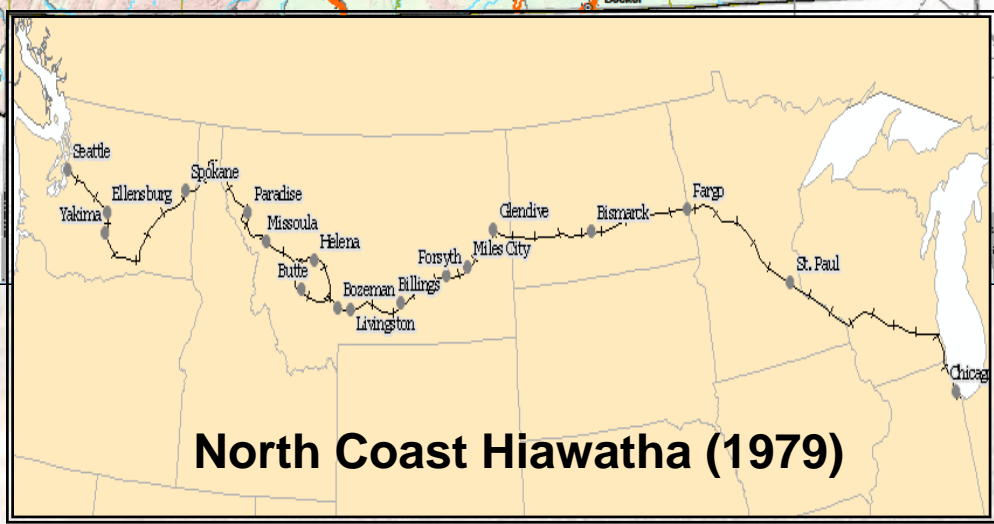 Seattle
Ellensburg
Spokane
Yakima
Paradise
Missoula
Helena
Butte
Bozeman
Livingston
Billings
Forsyth
Miles City
Glendive
Bismarck
Fargo
St. Paul
Chicag
North Coast Hiawatha (1979)